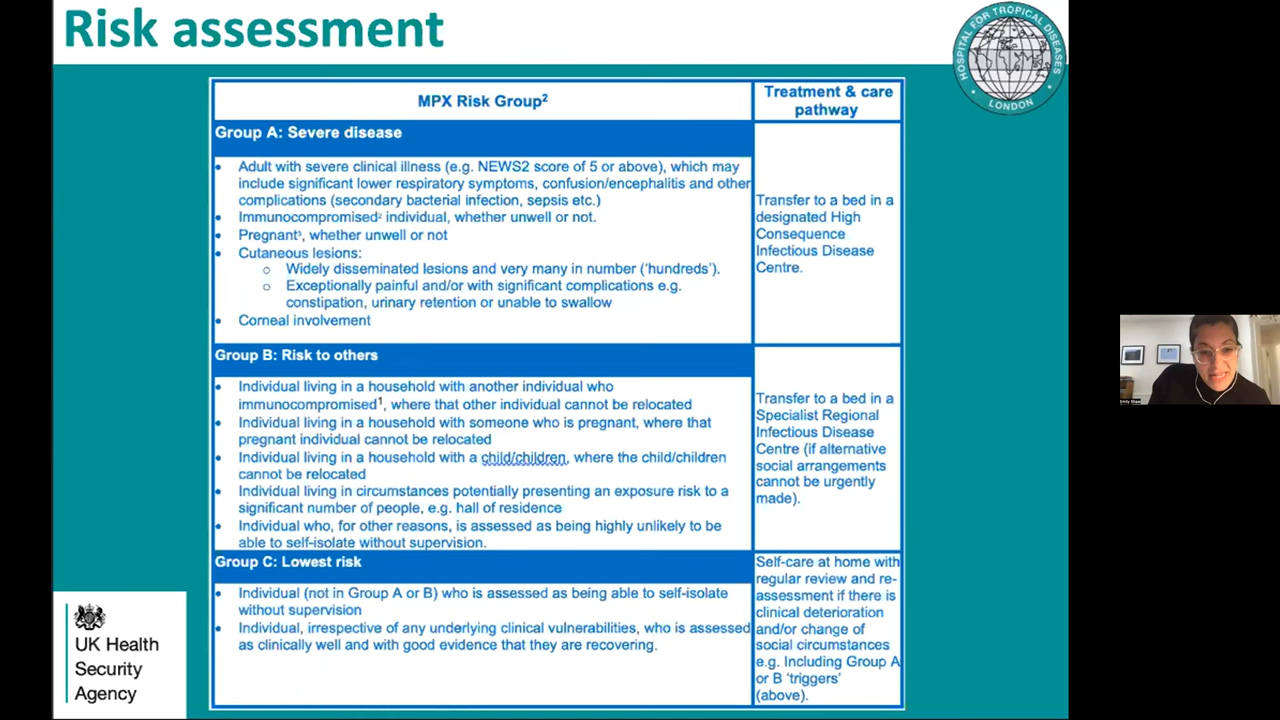 Risk assessment
HOSPITAL FOR TROPICAL DISEASES
LONDON
MPX Risk Group²
Treatment & care
pathway
Group A: Severe disease
• Adult with severe clinical illness (e.g. NEWS2 score of 5 or above), which may
include significant lower respiratory symptoms, confusion/encephalitis and other
complications (secondary bacterial infection, sepsis etc.)
• Immunocompromised² individual, whether unwell or not.
• Pregnant³, whether unwell or not
• Cutaneous lesions:
o Widely disseminated lesions and very many in number (‘hundreds’).
o Exceptionally painful and/or with significant complications e.g.
constipation, urinary retention or unable to swallow
• Corneal involvement
Transfer to a bed in a
designated High
Consequence
Infectious Disease
Centre.
Group B: Risk to others
• Individual living in a household with another individual who
immunocompromised¹, where that other individual cannot be relocated
• Individual living in a household with someone who is pregnant, where that
pregnant individual cannot be relocated
• Individual living in a household with a child/children, where the child/children
cannot be relocated
• Individual living in circumstances potentially presenting an exposure risk to a
significant number of people, e.g. hall of residence
• Individual who, for other reasons, is assessed as being highly unlikely to be
able to self-isolate without supervision.
Transfer to a bed in a
Specialist Regional
Infectious Disease
Centre (if alternative
social arrangements
cannot be urgently
made).
Group C: Lowest risk
• Individual (not in Group A or B) who is assessed as being able to self-isolate
without supervision
• Individual, irrespective of any underlying clinical vulnerabilities, who is assessed
as clinically well and with good evidence that they are recovering.
Self-care at home with
regular review and re-
assessment if there is
clinical deterioration
and/or change of
social circumstances
e.g. Including Group A
or B ‘triggers’
(above).
UK Health
Security
Agency
Emily Shaw